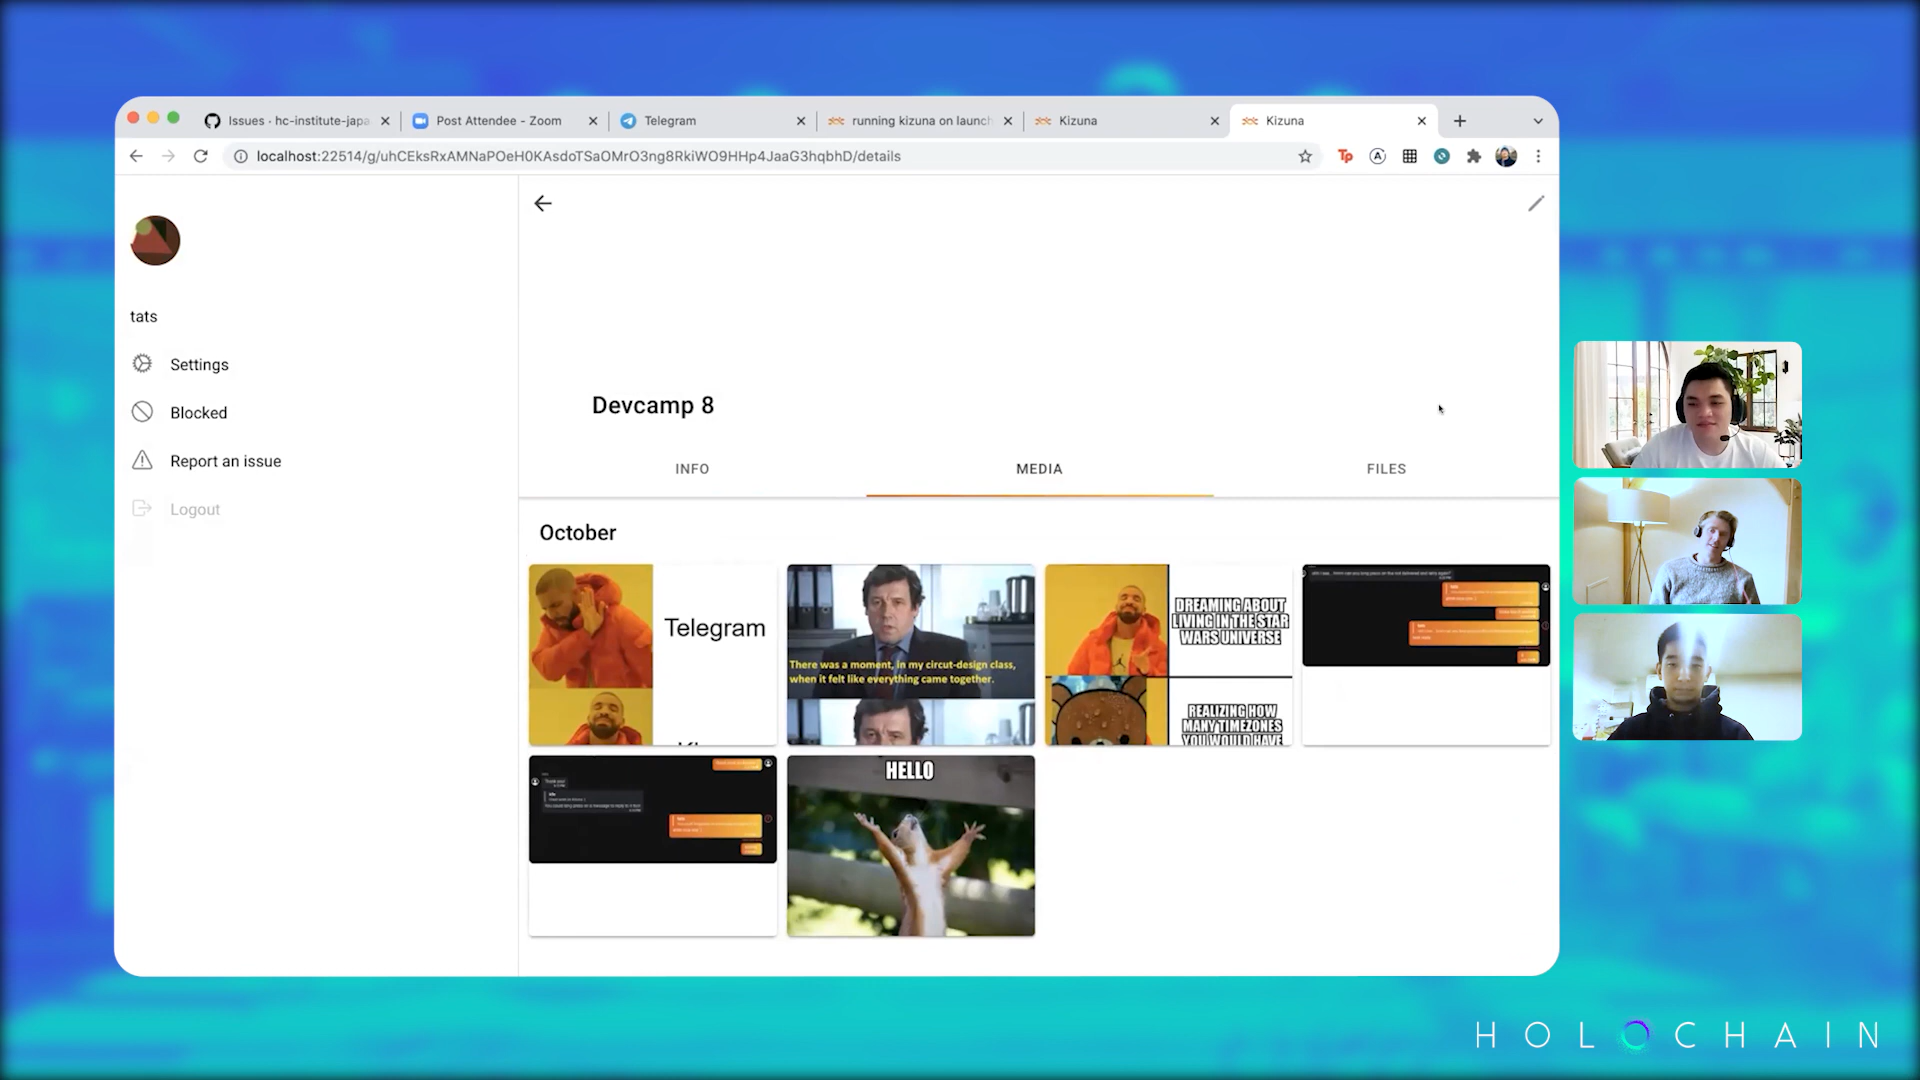 Issues · hc-institute-japa
Post Attendee - Zoom
Telegram
running kizuna on launch
Kizuna
Kizuna
localhost:22514/g/uhCEksRxAMNaPOeH0KAsdoTSaOMrO3ng8RkiWO9HHp4JaaG3hqbhD/details
Tp
A
tats
Settings
Blocked
Report an issue
Logout
Devcamp 8
INFO
MEDIA
FILES
October
Telegram
There was a moment, in my circut-design class,
when it felt like everything came together.
DREAMING ABOUT
LIVING IN THE STAR
WARS UNIVERSE
REALIZING HOW
MANY TIMEZONES
YOU WOULD HAVE
HELLO
HOLOCHAIN